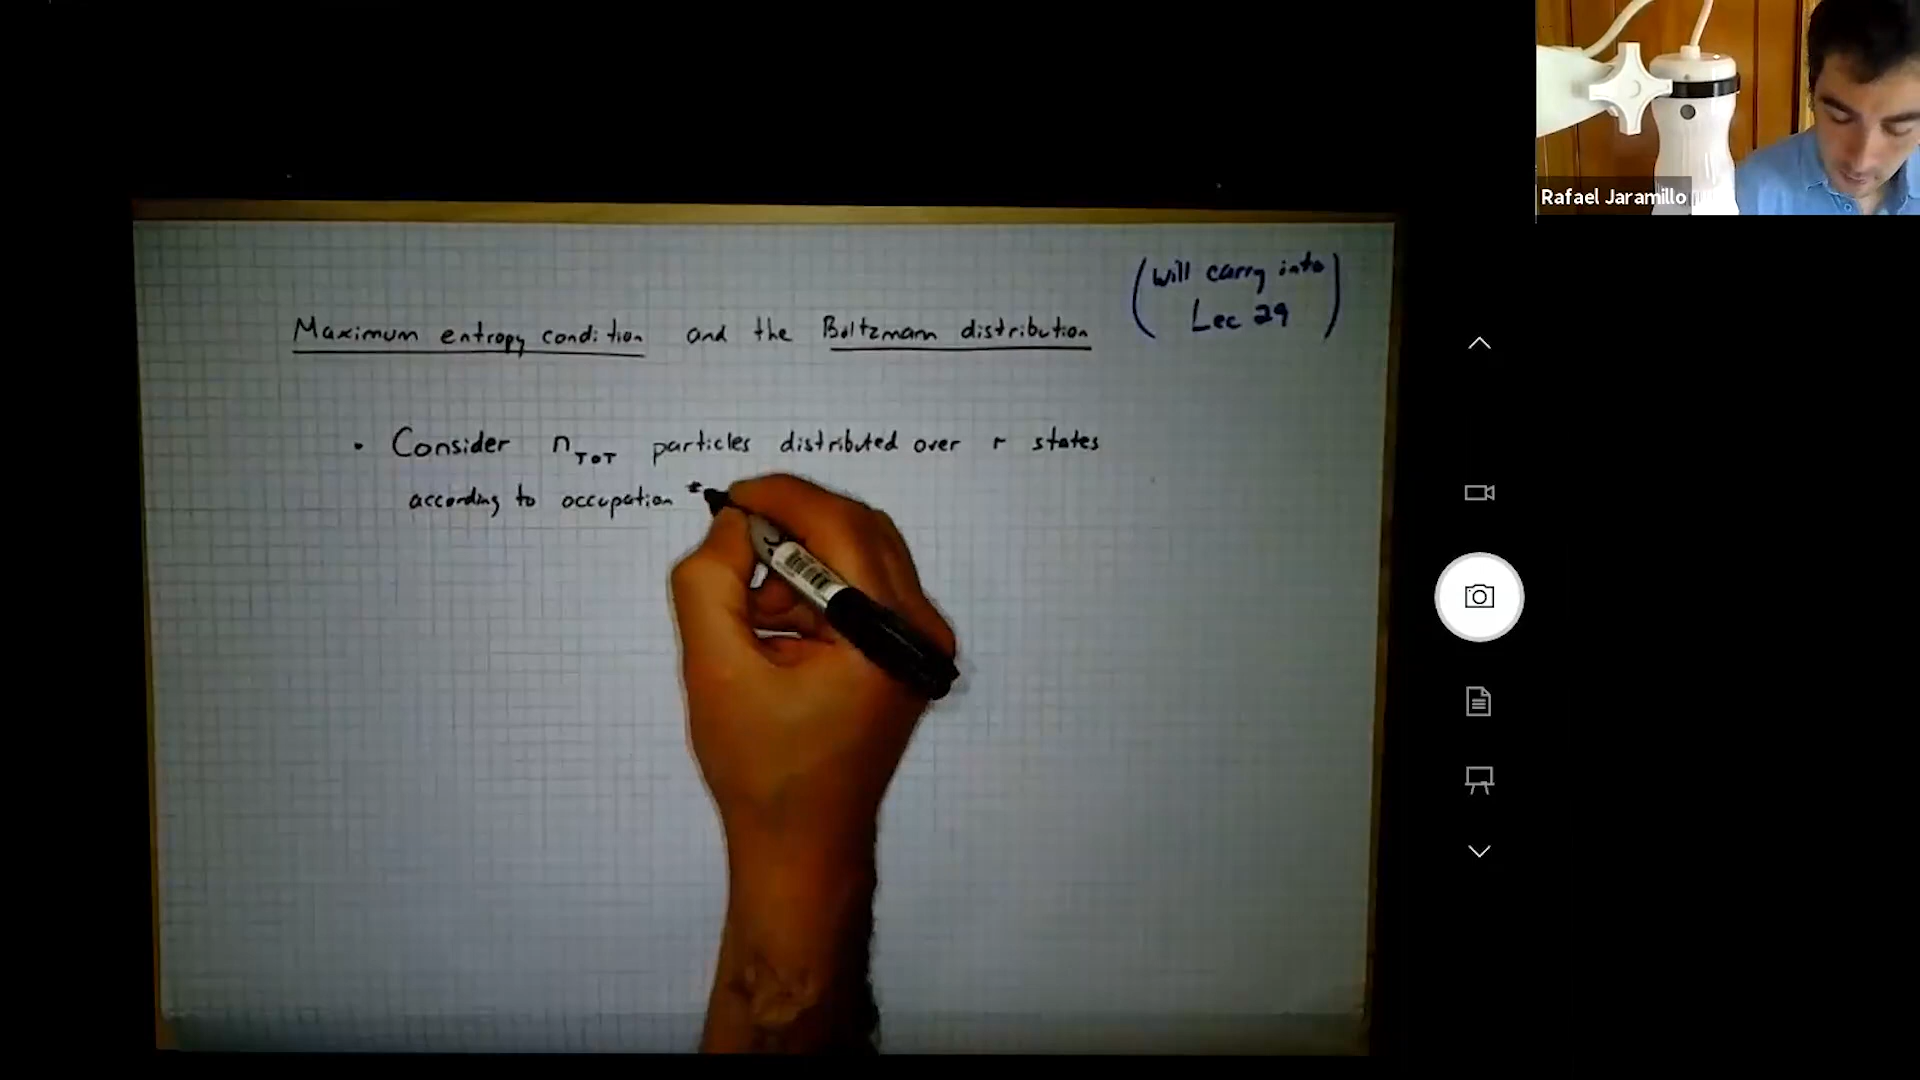 (will carry into
Lec 29)
Maximum entropy condition and the Boltzmann distribution
• Consider n_TOT particles distributed over r states
according to occupation #
Rafael Jaramillo